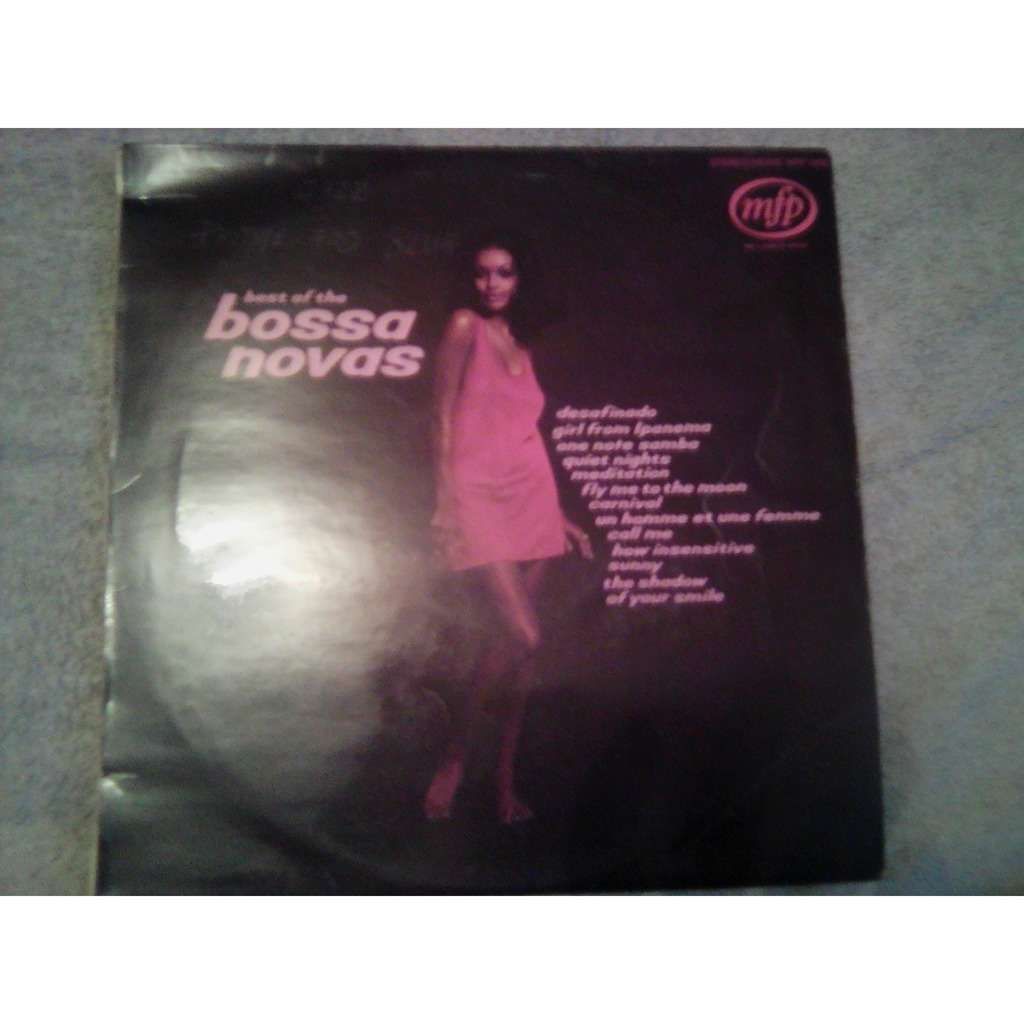 mfp
best of the
bossa
novas
desafinado
girl from Ipanema
one note samba
quiet nights
meditation
fly me to the moon
carnival
un homme et une femme
call me
how insensitive
sunny
the shadow
of your smile